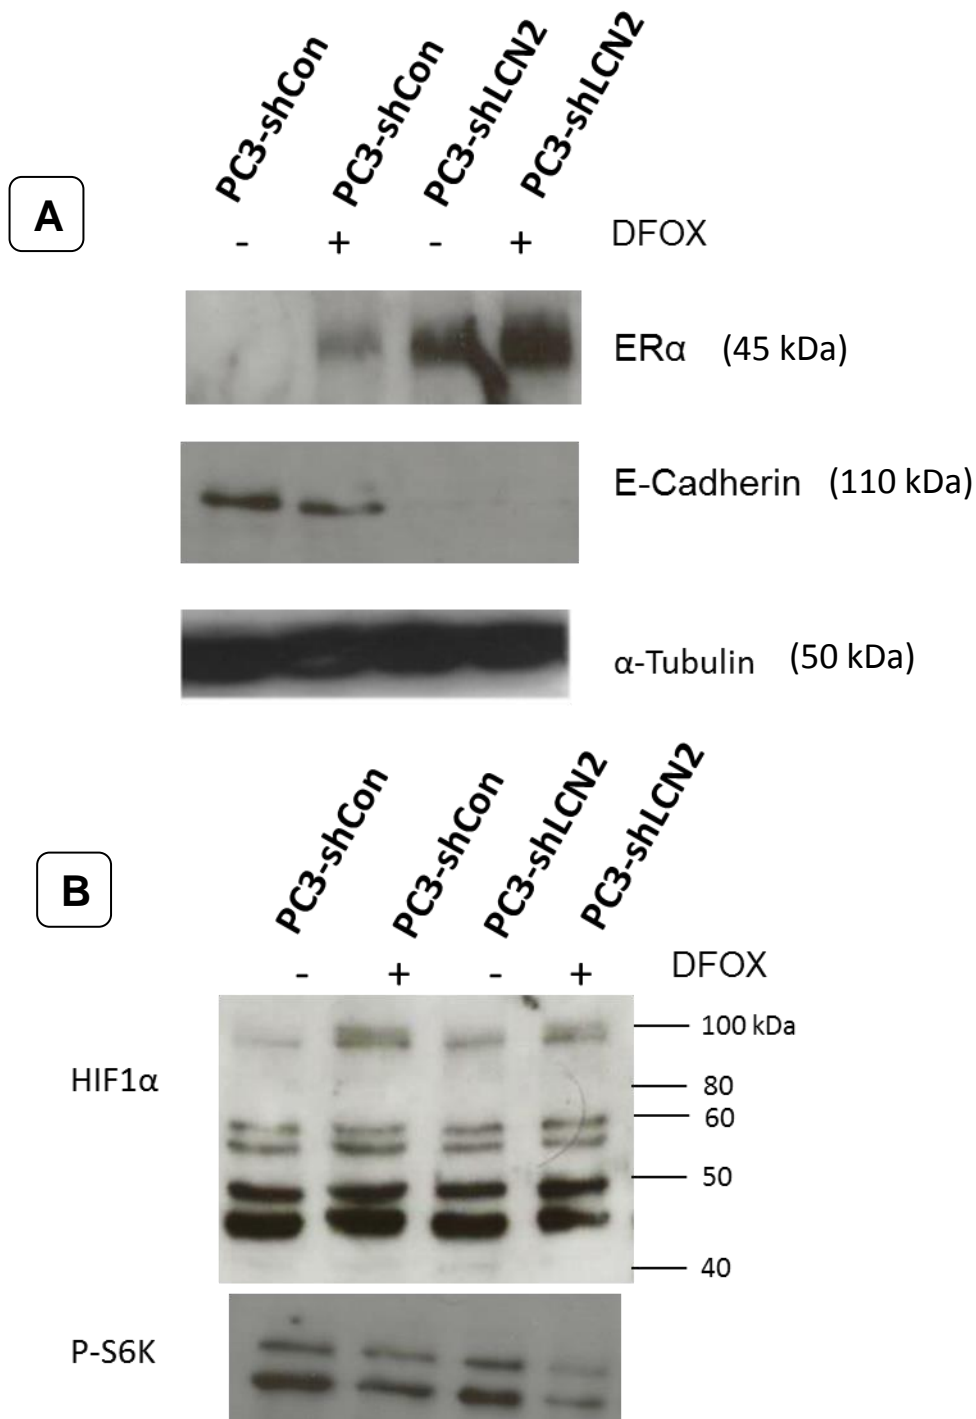 PC3-shCon PC3-shCon PC3-shLCN2 PC3-shLCN2
A
- + - + DFOX
ERα (45 kDa)
E-Cadherin (110 kDa)
α-Tubulin (50 kDa)
PC3-shCon PC3-shCon PC3-shLCN2 PC3-shLCN2
B
- + - + DFOX
100 kDa
HIF1α
80
60
50
40
P-S6K